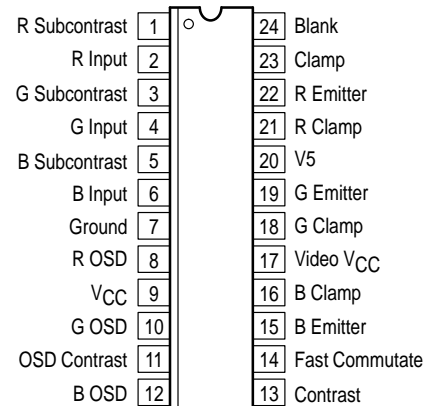 R Subcontrast 1 24 Blank
R Input 2 23 Clamp
G Subcontrast 3 22 R Emitter
G Input 4 21 R Clamp
B Subcontrast 5 20 V5
B Input 6 19 G Emitter
Ground 7 18 G Clamp
R OSD 8 17 Video VCC
VCC 9 16 B Clamp
G OSD 10 15 B Emitter
OSD Contrast 11 14 Fast Commutate
B OSD 12 13 Contrast